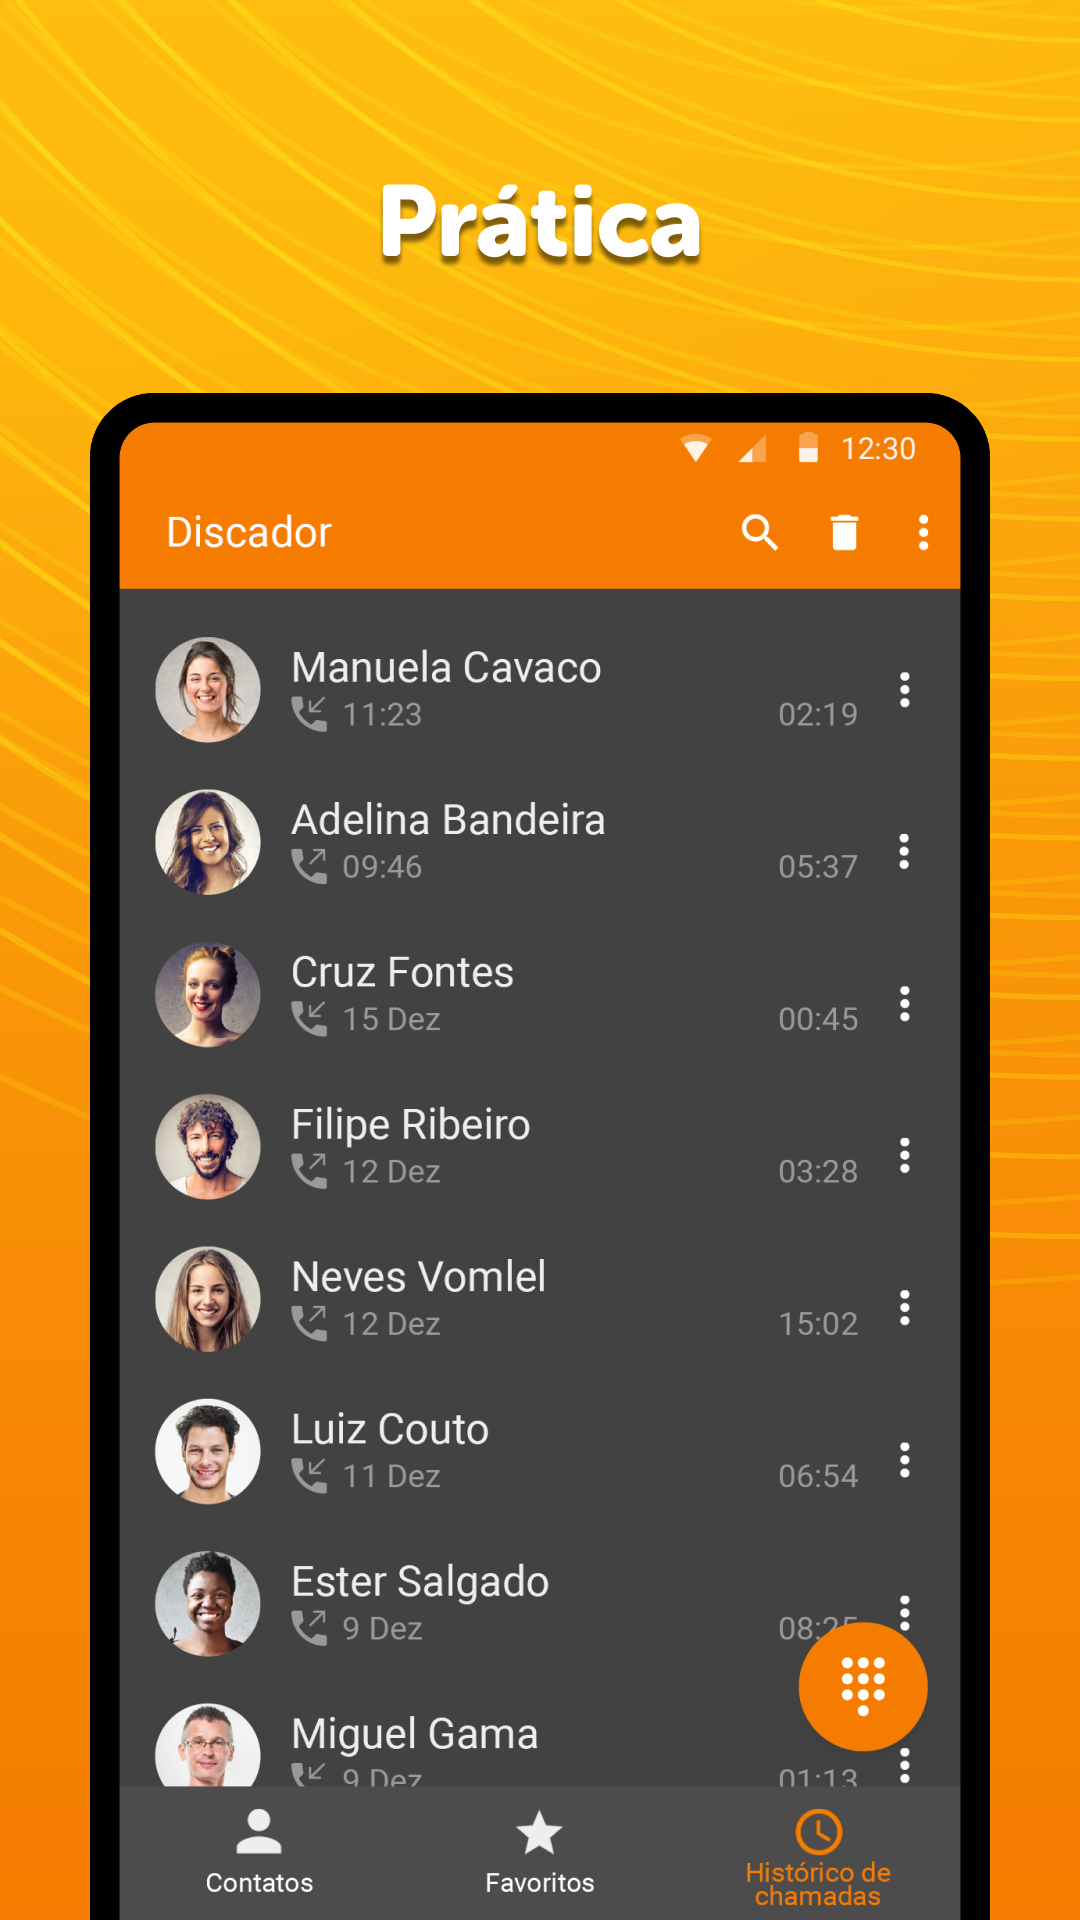 Prática
12:30
Discador
Manuela Cavaco
11:23
02:19
Adelina Bandeira
09:46
05:37
Cruz Fontes
15 Dez
00:45
Filipe Ribeiro
12 Dez
03:28
Neves Vomlel
12 Dez
15:02
Luiz Couto
11 Dez
06:54
Ester Salgado
9 Dez
08:25
Miguel Gama
9 Dez
01:13
Contatos
Favoritos
Histórico de
chamadas